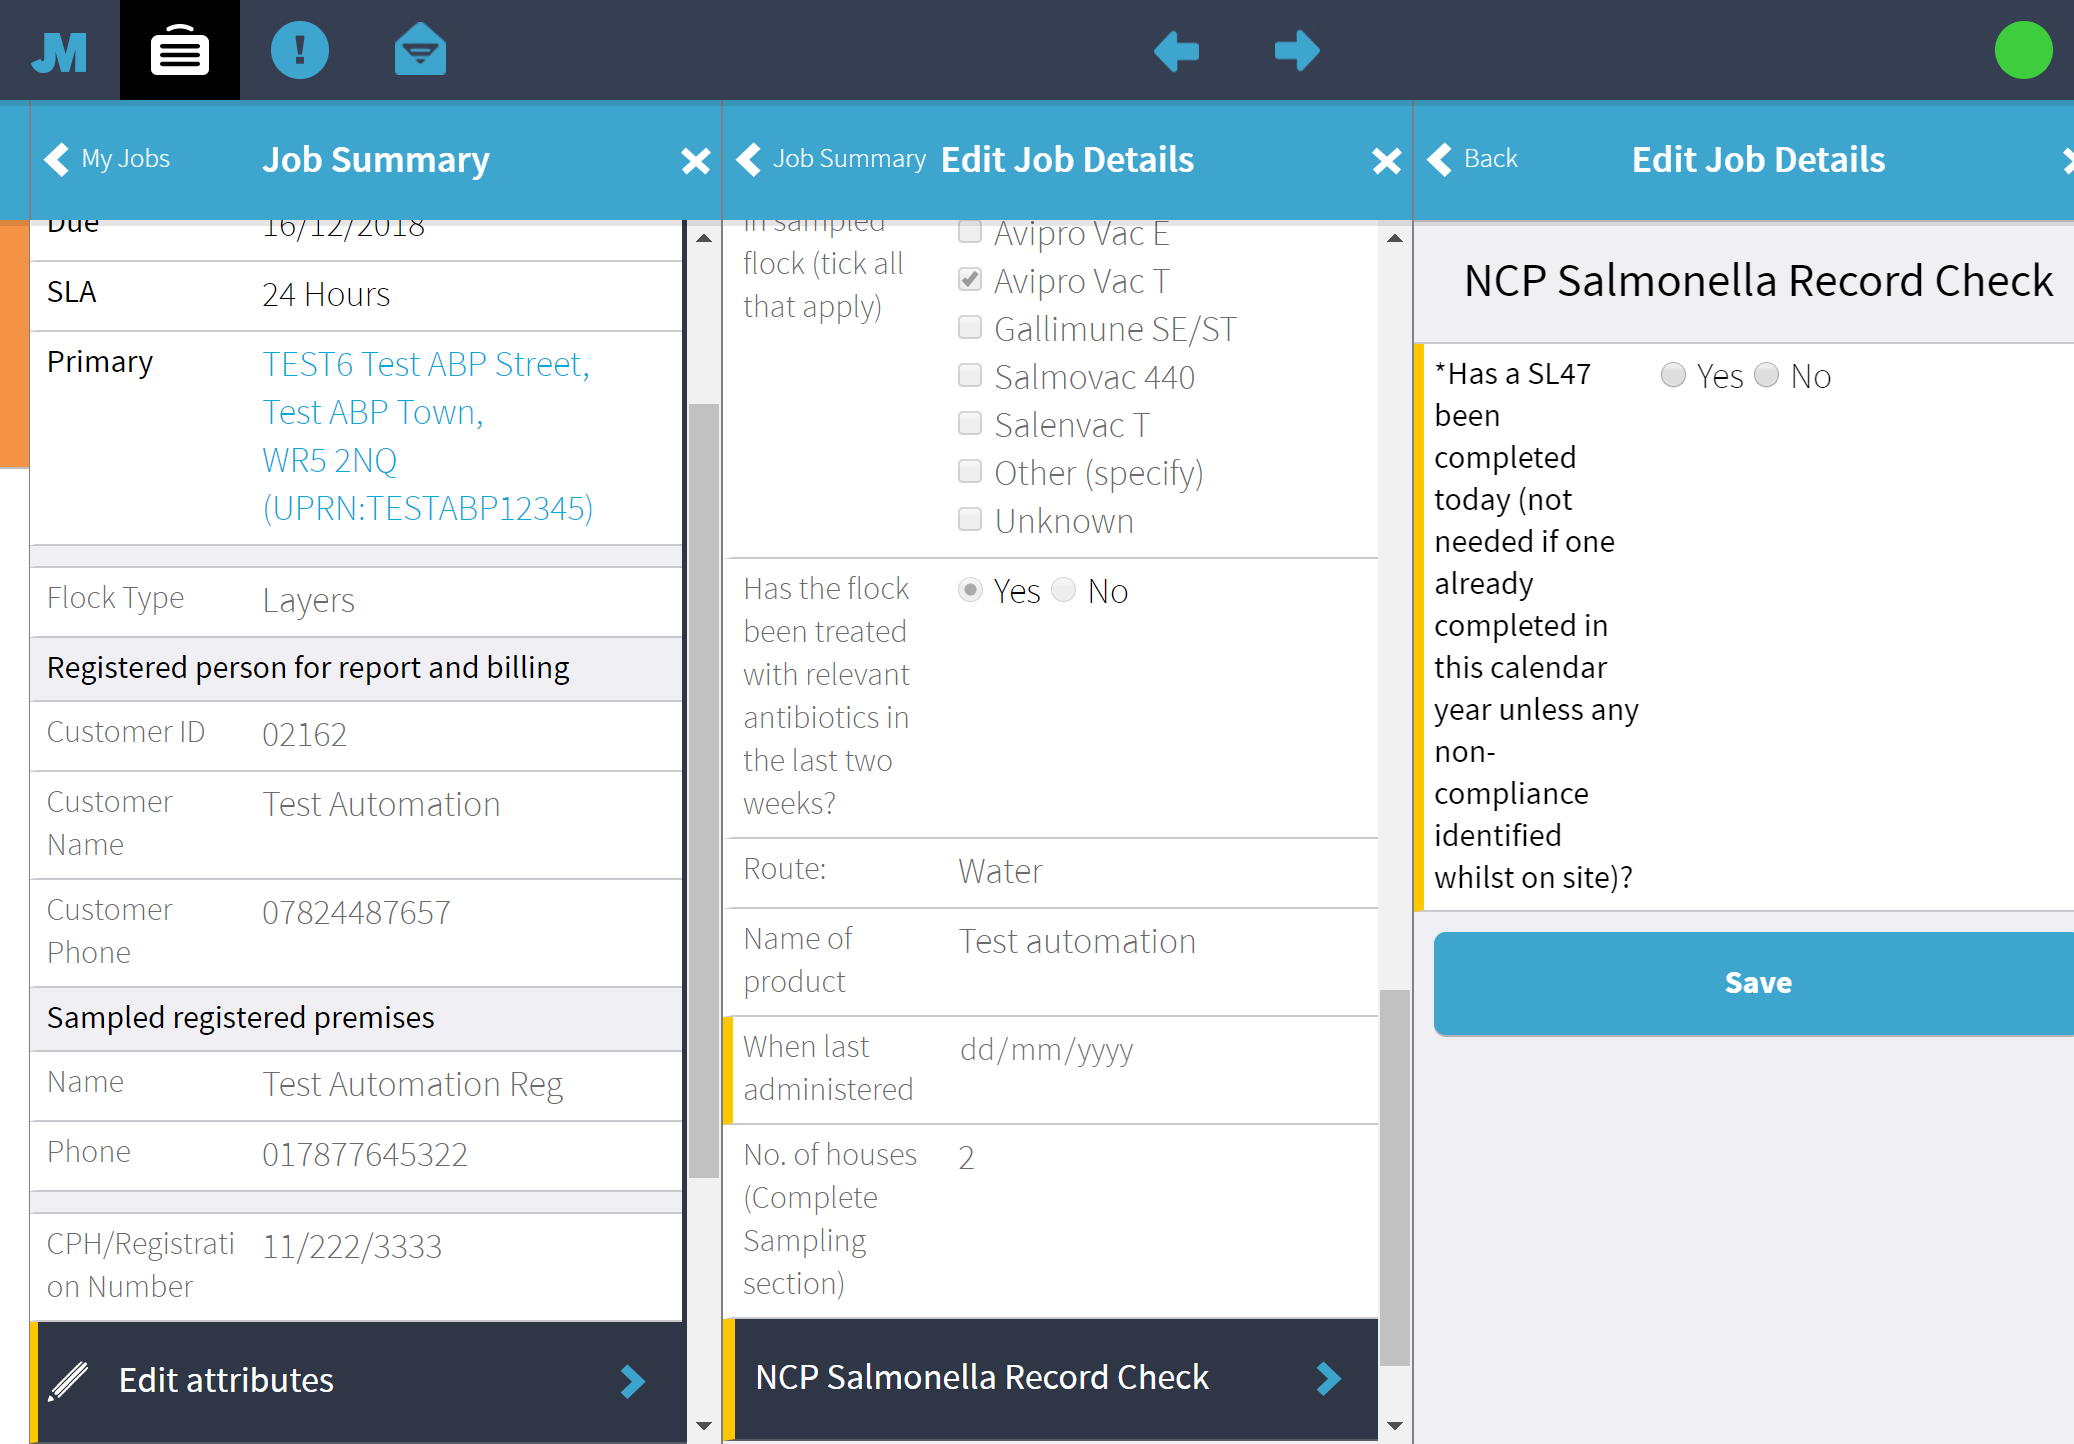 JM
My Jobs
Job Summary
Due
16/12/2018
SLA
24 Hours
Primary
TEST6 Test ABP Street,
Test ABP Town,
WR5 2NQ
(UPRN:TESTABP12345)
Flock Type
Layers
Registered person for report and billing
Customer ID
02162
Customer
Name
Test Automation
Customer
Phone
07824487657
Sampled registered premises
Name
Test Automation Reg
Phone
017877645322
CPH/Registrati
on Number
11/222/3333
Edit attributes
Job Summary
Edit Job Details
in sampled
flock (tick all
that apply)
Avipro Vac E
Avipro Vac T
Gallimune SE/ST
Salmovac 440
Salenvac T
Other (specify)
Unknown
Has the flock
been treated
with relevant
antibiotics in
the last two
weeks?
Yes
No
Route:
Water
Name of
product
Test automation
When last
administered
dd/mm/yyyy
No. of houses
(Complete
Sampling
section)
2
NCP Salmonella Record Check
Back
Edit Job Details
NCP Salmonella Record Check
*Has a SL47
been
completed
today (not
needed if one
already
completed in
this calendar
year unless any
non-
compliance
identified
whilst on site)?
Yes
No
Save